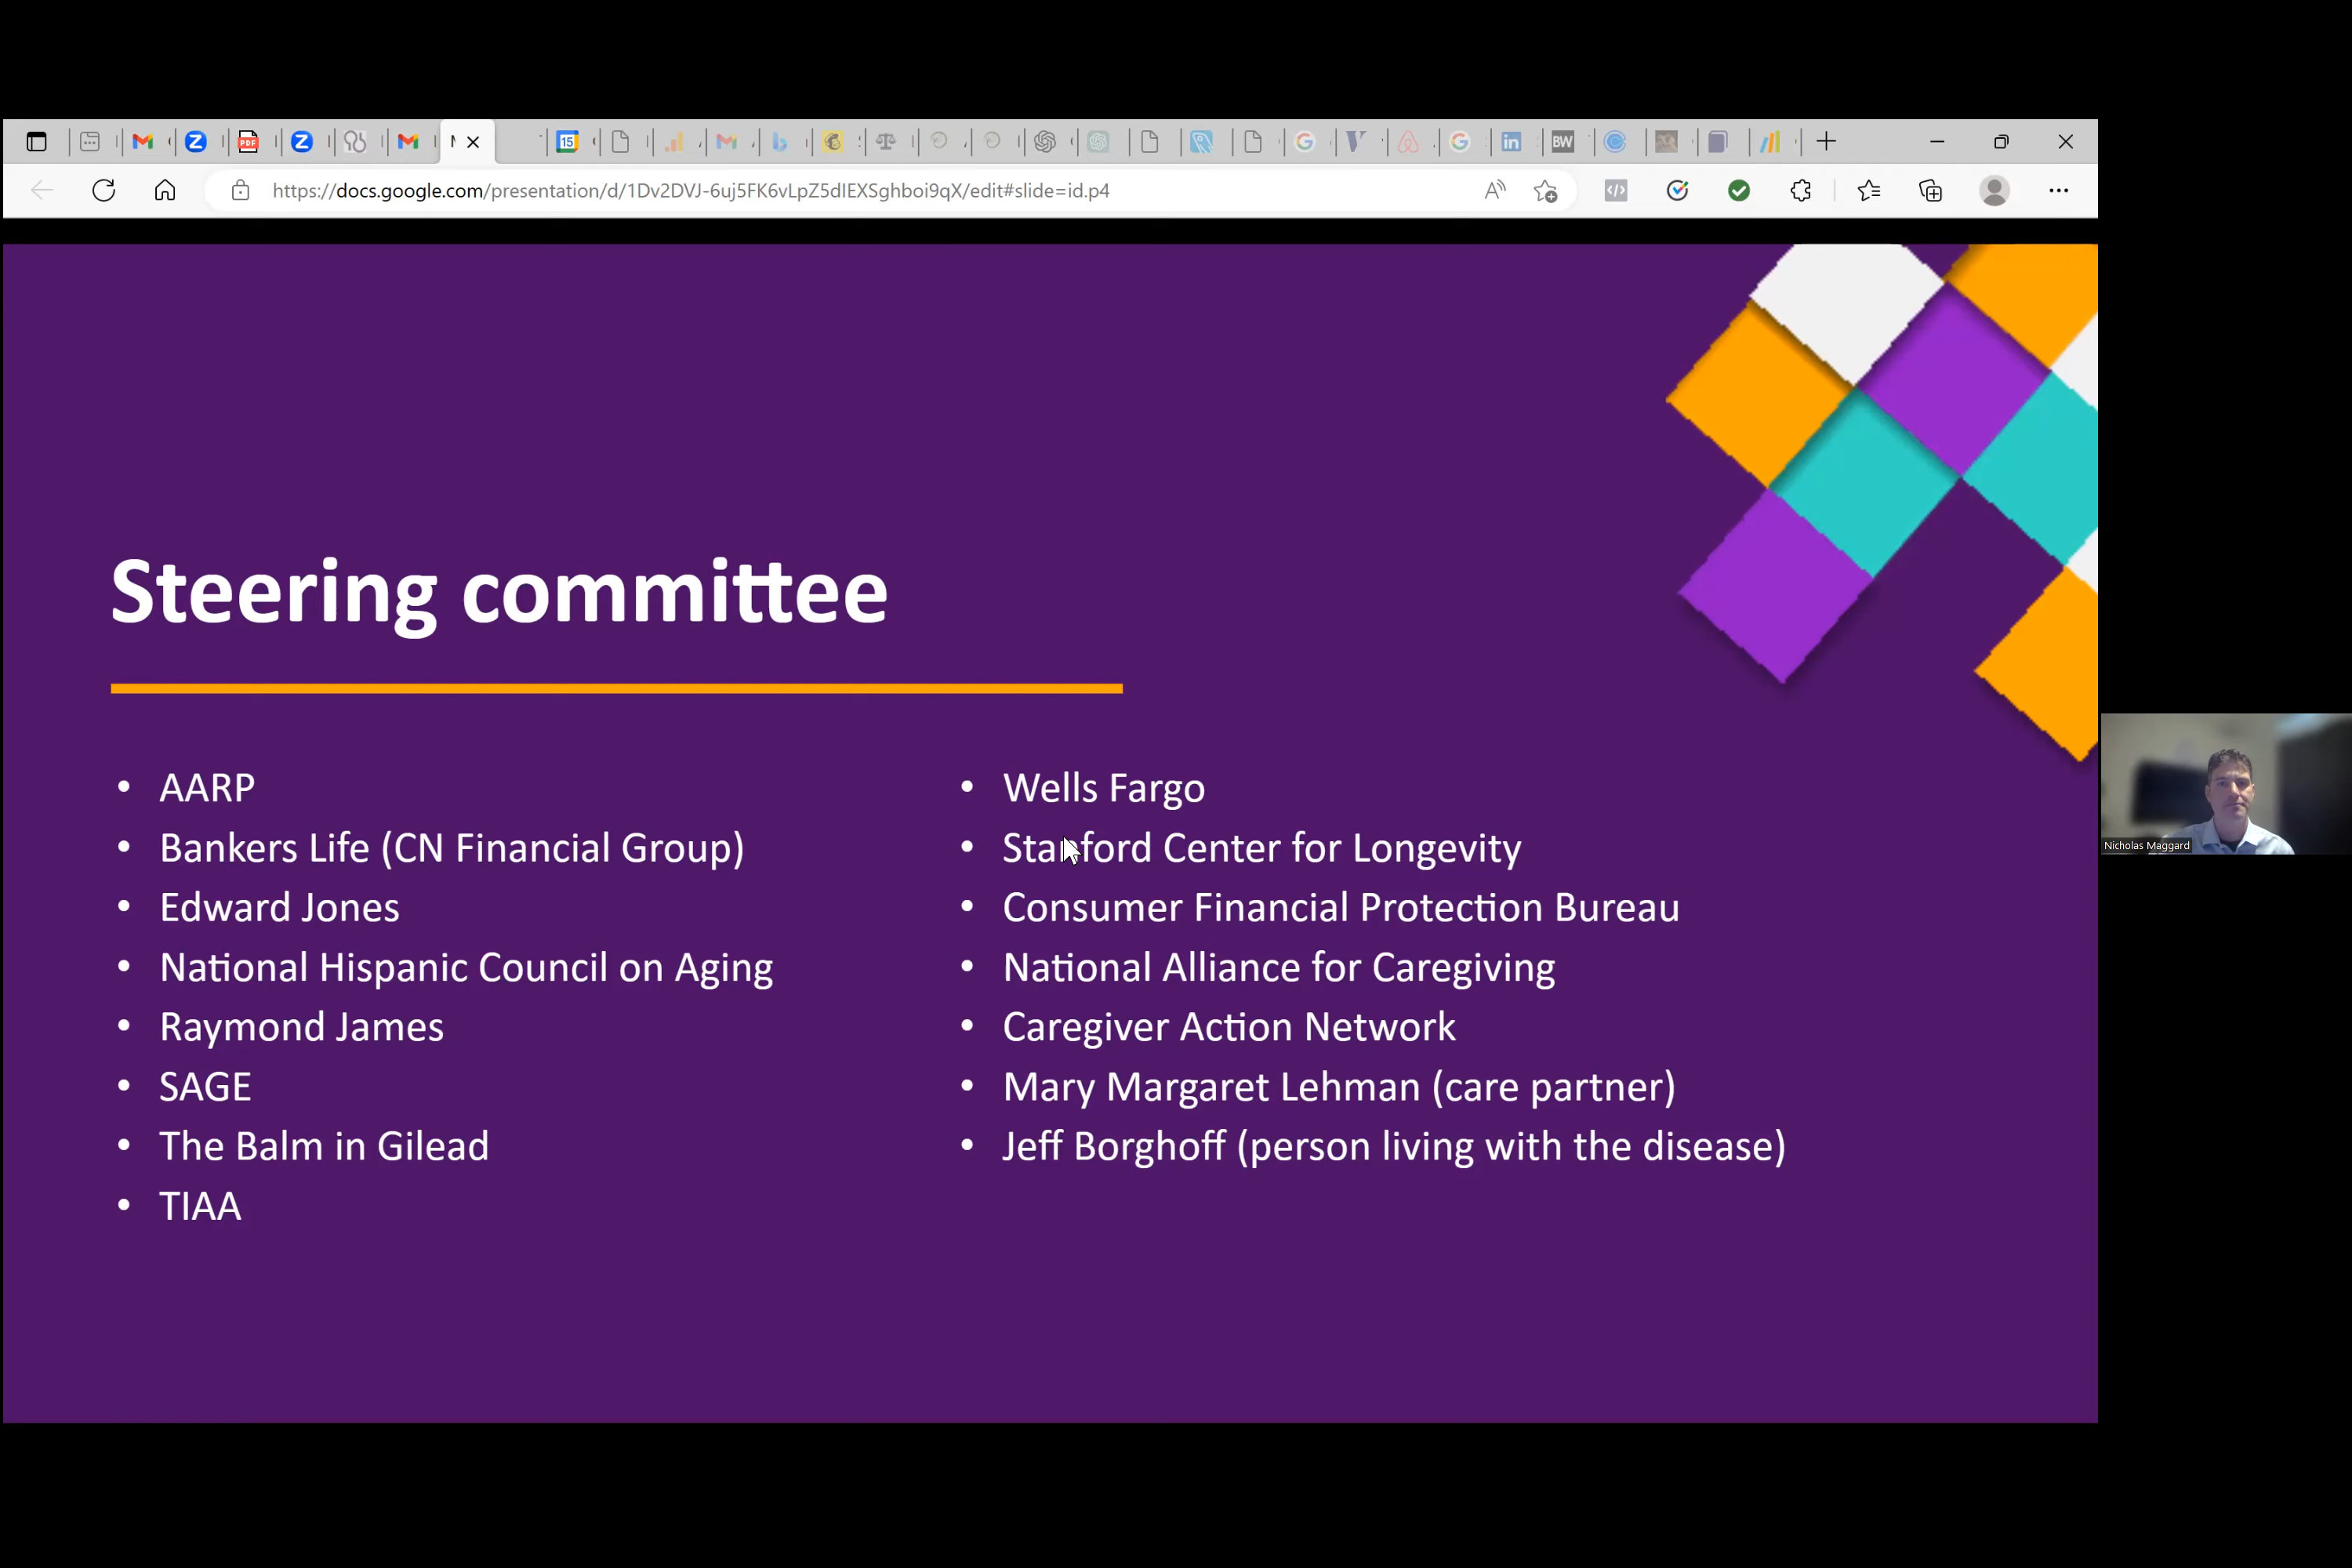 15
BW
https://docs.google.com/presentation/d/1Dv2DVJ-6uj5FK6vLpZ5dIEXSghboi9qX/edit#slide=id.p4
Steering committee
• AARP
• Bankers Life (CN Financial Group)
• Edward Jones
• National Hispanic Council on Aging
• Raymond James
• SAGE
• The Balm in Gilead
• TIAA
• Wells Fargo
• Stanford Center for Longevity
• Consumer Financial Protection Bureau
• National Alliance for Caregiving
• Caregiver Action Network
• Mary Margaret Lehman (care partner)
• Jeff Borghoff (person living with the disease)
Nicholas Maggard